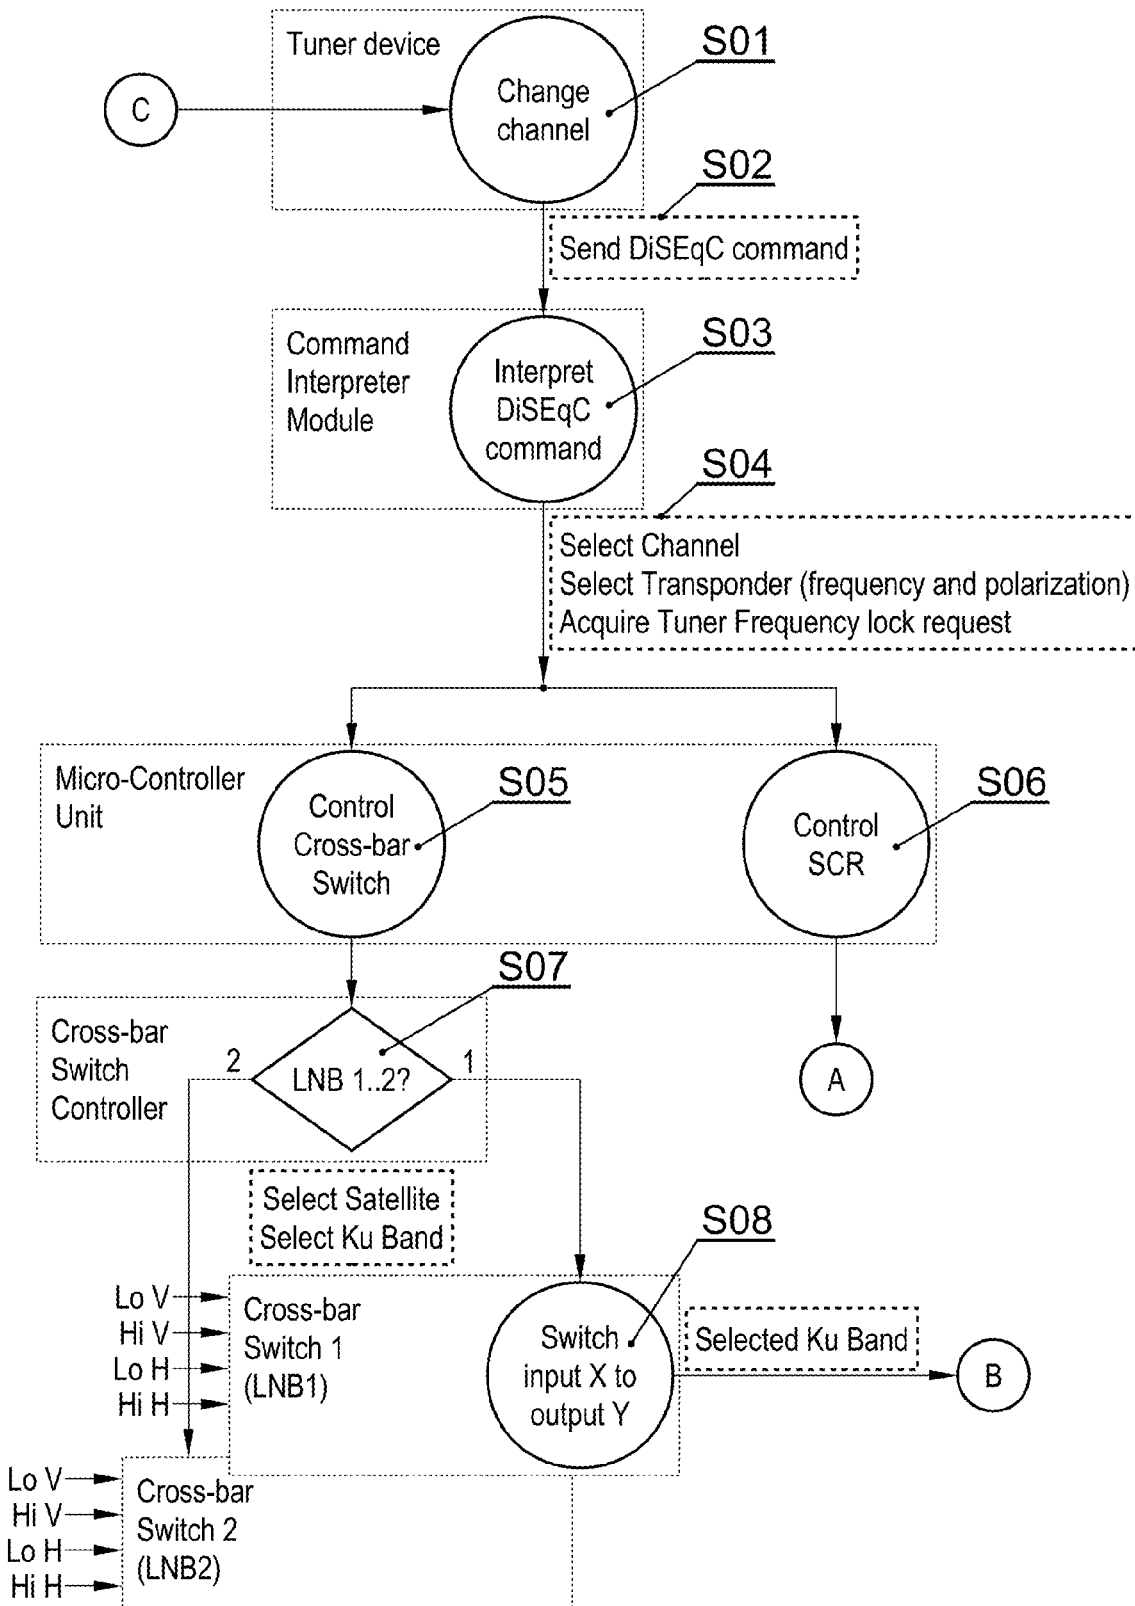 Tuner device
S01
C
Change
channel
S02
Send DiSEqC command
Command
Interpreter
Module
S03
Interpret
DiSEqC
command
S04
Select Channel
Select Transponder (frequency and polarization)
Acquire Tuner Frequency lock request
Micro-Controller
Unit
S05
Control
Cross-bar
Switch
S06
Control
SCR
S07
Cross-bar
Switch
Controller
2
LNB 1..2?
1
A
Select Satellite
Select Ku Band
S08
Lo V
Hi V
Lo H
Hi H
Cross-bar
Switch 1
(LNB1)
Switch
input X to
output Y
Selected Ku Band
B
Lo V
Hi V
Lo H
Hi H
Cross-bar
Switch 2
(LNB2)